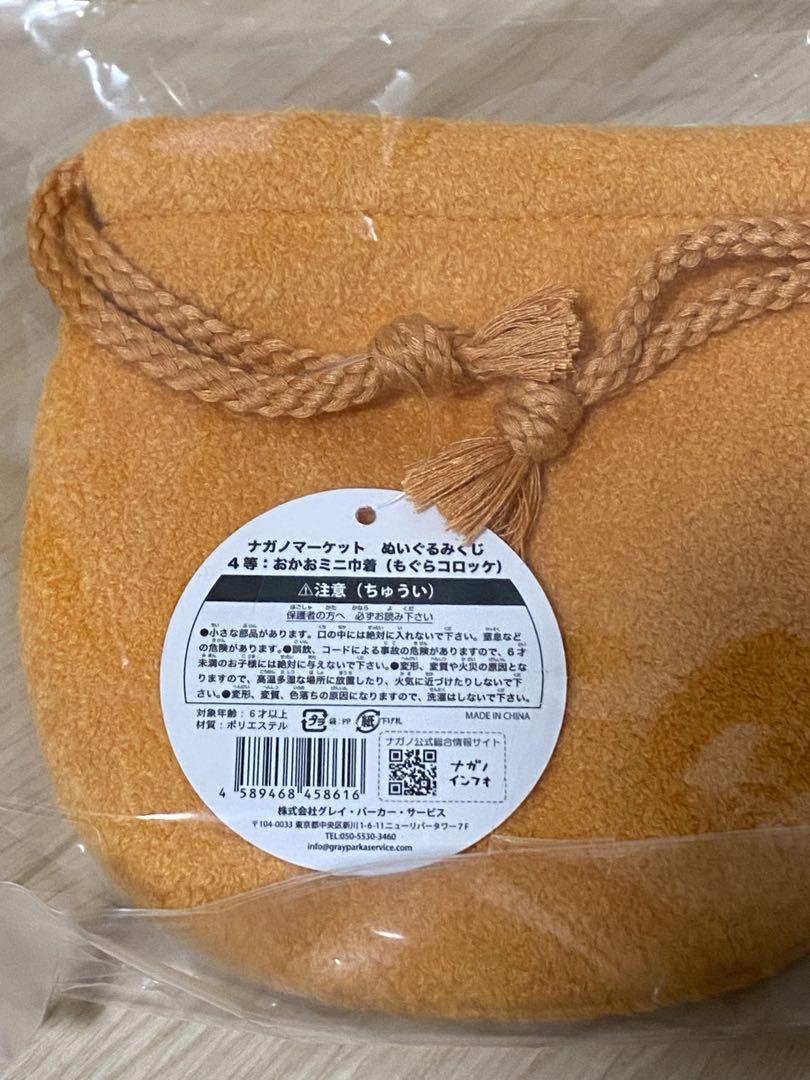 ナガノマーケット　ぬいぐるみくじ
4等：おかおミニ巾着（もぐらコロッケ）
⚠注意（ちゅうい）
保護者の方へ　必ずお読み下さい
●小さな部品があります。口の中には絶対に入れないで下さい。窒息など
の危険があります。●誤飲、コードによる事故の危険がありますので、6才
未満のお子様には絶対に与えないで下さい。●変形、変質や火災の原因とな
りますので、高温多湿な場所に放置したり、火気に近づけたりしないで下
さい。●変形、変質、色落ちの原因になりますので、洗濯はしないで下さい。
対象年齢：6才以上
材質：ポリエステル
プラ 袋：PP 紙 下げ札
MADE IN CHINA
ナガノ公式総合情報サイト
ナガノ
インフォ
4 589468 458616
株式会社グレイ・パーカー・サービス
〒104-0033 東京都中央区新川1-6-11ニューリバータワー7F
TEL:050-5530-3460
info@grayparkaservice.com